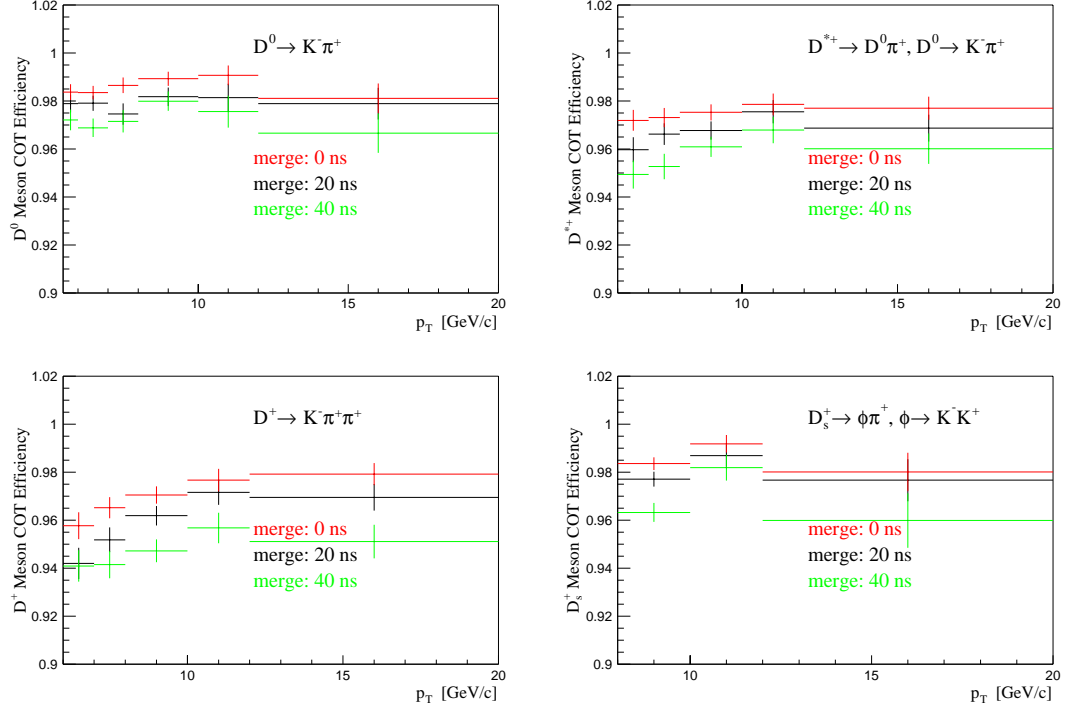 D⁰→ K⁻π⁺
merge: 0 ns
merge: 20 ns
merge: 40 ns
D⁰ Meson COT Efficiency
1.02
1
0.98
0.96
0.94
0.92
0.9
10
15
20
p_T [GeV/c]
D*⁺→ D⁰π⁺, D⁰→ K⁻π⁺
merge: 0 ns
merge: 20 ns
merge: 40 ns
D*⁺ Meson COT Efficiency
1.02
1
0.98
0.96
0.94
0.92
0.9
10
15
20
p_T [GeV/c]
D⁺→ K⁻π⁺π⁺
merge: 0 ns
merge: 20 ns
merge: 40 ns
D⁺ Meson COT Efficiency
1.02
1
0.98
0.96
0.94
0.92
0.9
10
15
20
p_T [GeV/c]
D_s⁺→ ϕπ⁺, ϕ→ K⁻K⁺
merge: 0 ns
merge: 20 ns
merge: 40 ns
D_s⁺ Meson COT Efficiency
1.02
1
0.98
0.96
0.94
0.92
0.9
10
15
20
p_T [GeV/c]